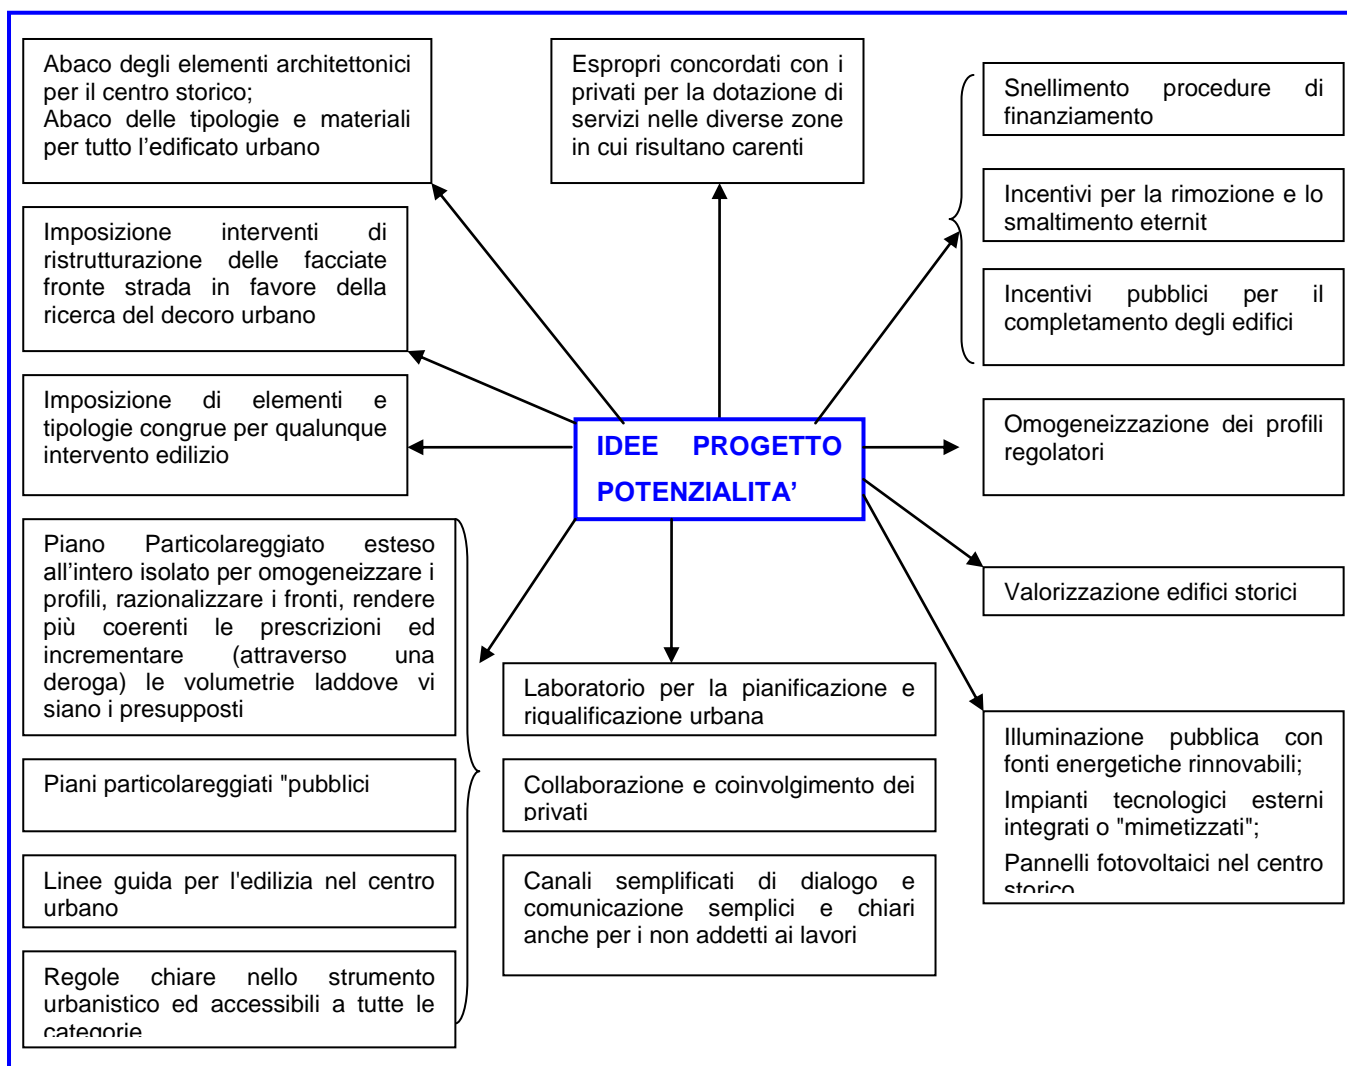 Abaco degli elementi architettonici
per il centro storico;
Abaco delle tipologie e materiali
per tutto l’edificato urbano
Espropri concordati con i
privati per la dotazione di
servizi nelle diverse zone
in cui risultano carenti
Snellimento procedure di
finanziamento
Incentivi per la rimozione e lo
smaltimento eternit
Incentivi pubblici per il
completamento degli edifici
Imposizione interventi di
ristrutturazione delle facciate
fronte strada in favore della
ricerca del decoro urbano
Imposizione di elementi e
tipologie congrue per qualunque
intervento edilizio
IDEE PROGETTO
POTENZIALITA’
Omogeneizzazione dei profili
regolatori
Valorizzazione edifici storici
Piano Particolareggiato esteso
all’intero isolato per omogeneizzare i
profili, razionalizzare i fronti, rendere
più coerenti le prescrizioni ed
incrementare (attraverso una
deroga) le volumetrie laddove vi
siano i presupposti
Piani particolareggiati "pubblici
Linee guida per l'edilizia nel centro
urbano
Regole chiare nello strumento
urbanistico ed accessibili a tutte le
categorie
Laboratorio per la pianificazione e
riqualificazione urbana
Collaborazione e coinvolgimento dei
privati
Canali semplificati di dialogo e
comunicazione semplici e chiari
anche per i non addetti ai lavori
Illuminazione pubblica con
fonti energetiche rinnovabili;
Impianti tecnologici esterni
integrati o "mimetizzati";
Pannelli fotovoltaici nel centro
storico